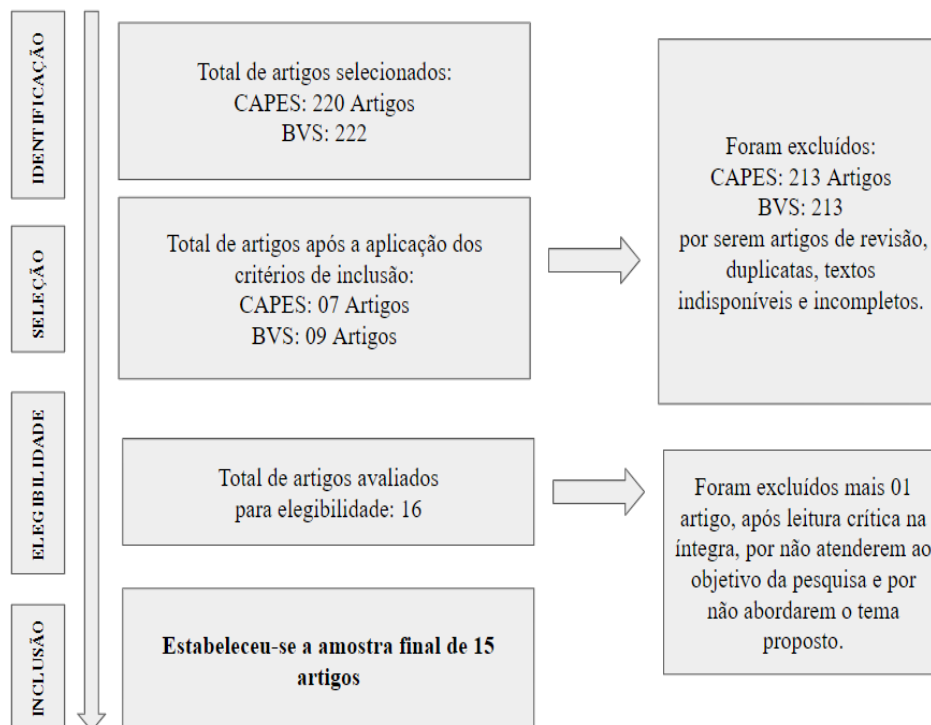 IDENTIFICAÇÃO
Total de artigos selecionados:
CAPES: 220 Artigos
BVS: 222
Foram excluídos:
CAPES: 213 Artigos
BVS: 213
por serem artigos de revisão,
duplicatas, textos
indisponíveis e incompletos.
SELEÇÃO
Total de artigos após a aplicação dos
critérios de inclusão:
CAPES: 07 Artigos
BVS: 09 Artigos
ELEGIBILIDADE
Total de artigos avaliados
para elegibilidade: 16
Foram excluídos mais 01
artigo, após leitura crítica na
íntegra, por não atenderem ao
objetivo da pesquisa e por
não abordarem o tema
proposto.
INCLUSÃO
Estabeleceu-se a amostra final de 15
artigos